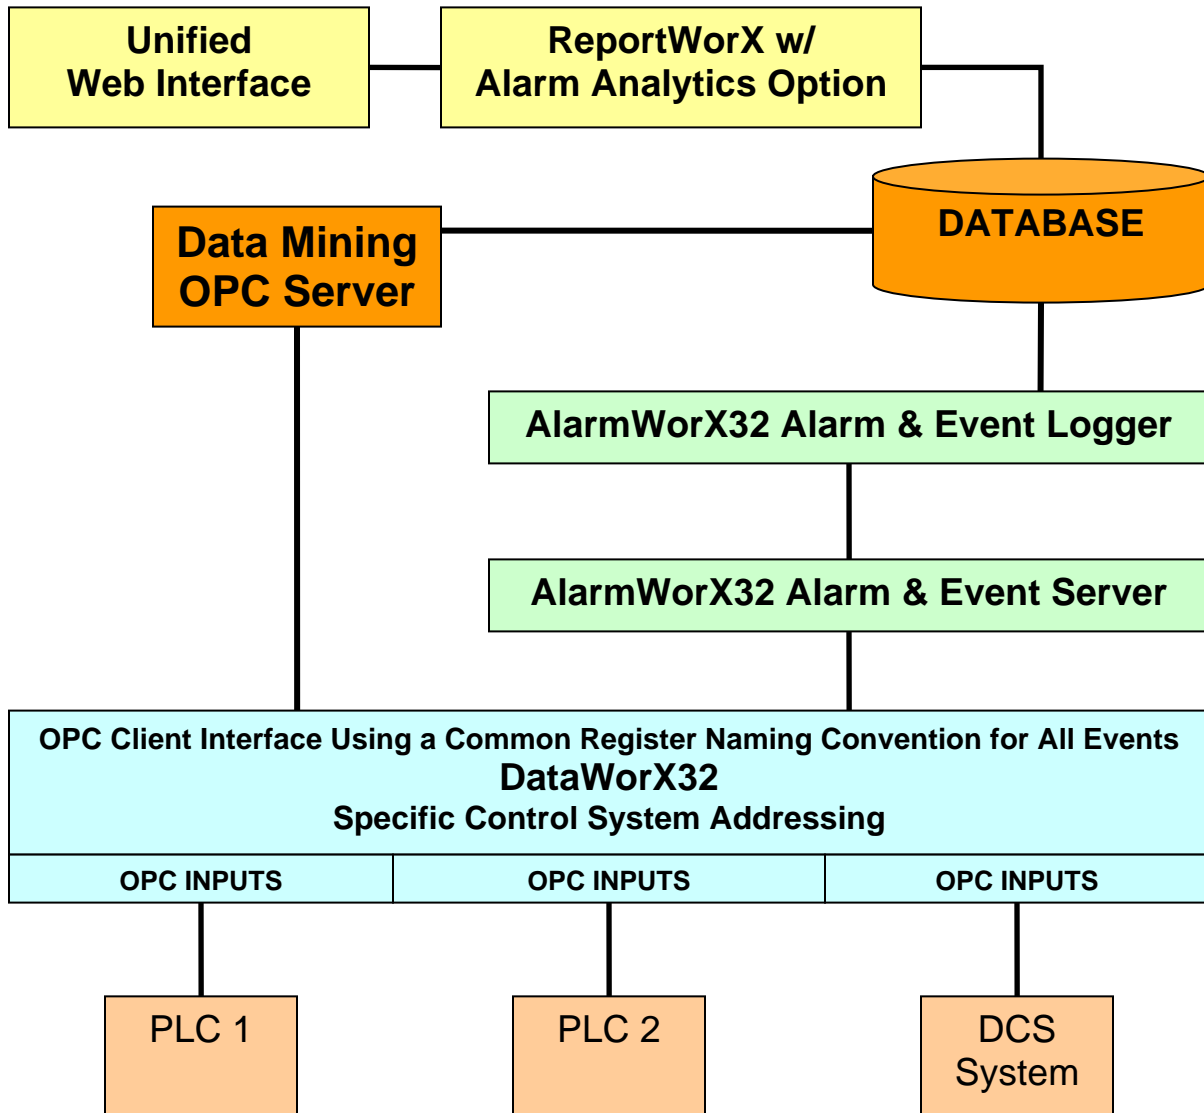 Unified
Web Interface
ReportWorX w/
Alarm Analytics Option
DATABASE
Data Mining
OPC Server
AlarmWorX32 Alarm & Event Logger
AlarmWorX32 Alarm & Event Server
OPC Client Interface Using a Common Register Naming Convention for All Events
DataWorX32
Specific Control System Addressing
OPC INPUTS
OPC INPUTS
OPC INPUTS
PLC 1
PLC 2
DCS
System